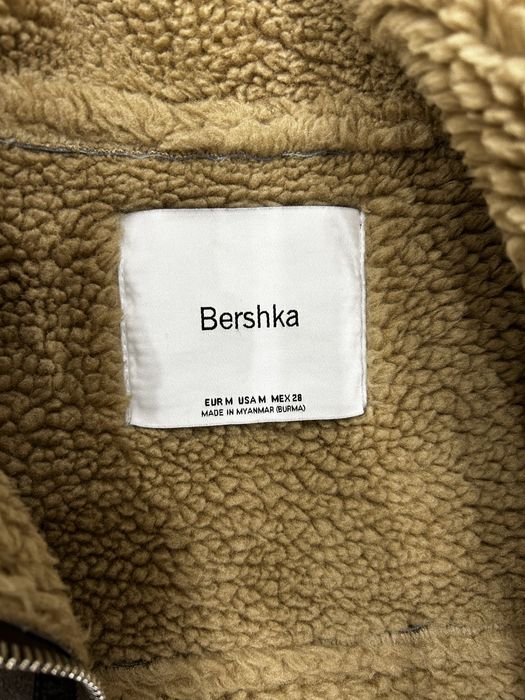 Bershka
EUR M USA M MEX 28
MADE IN MYANMAR (BURMA)